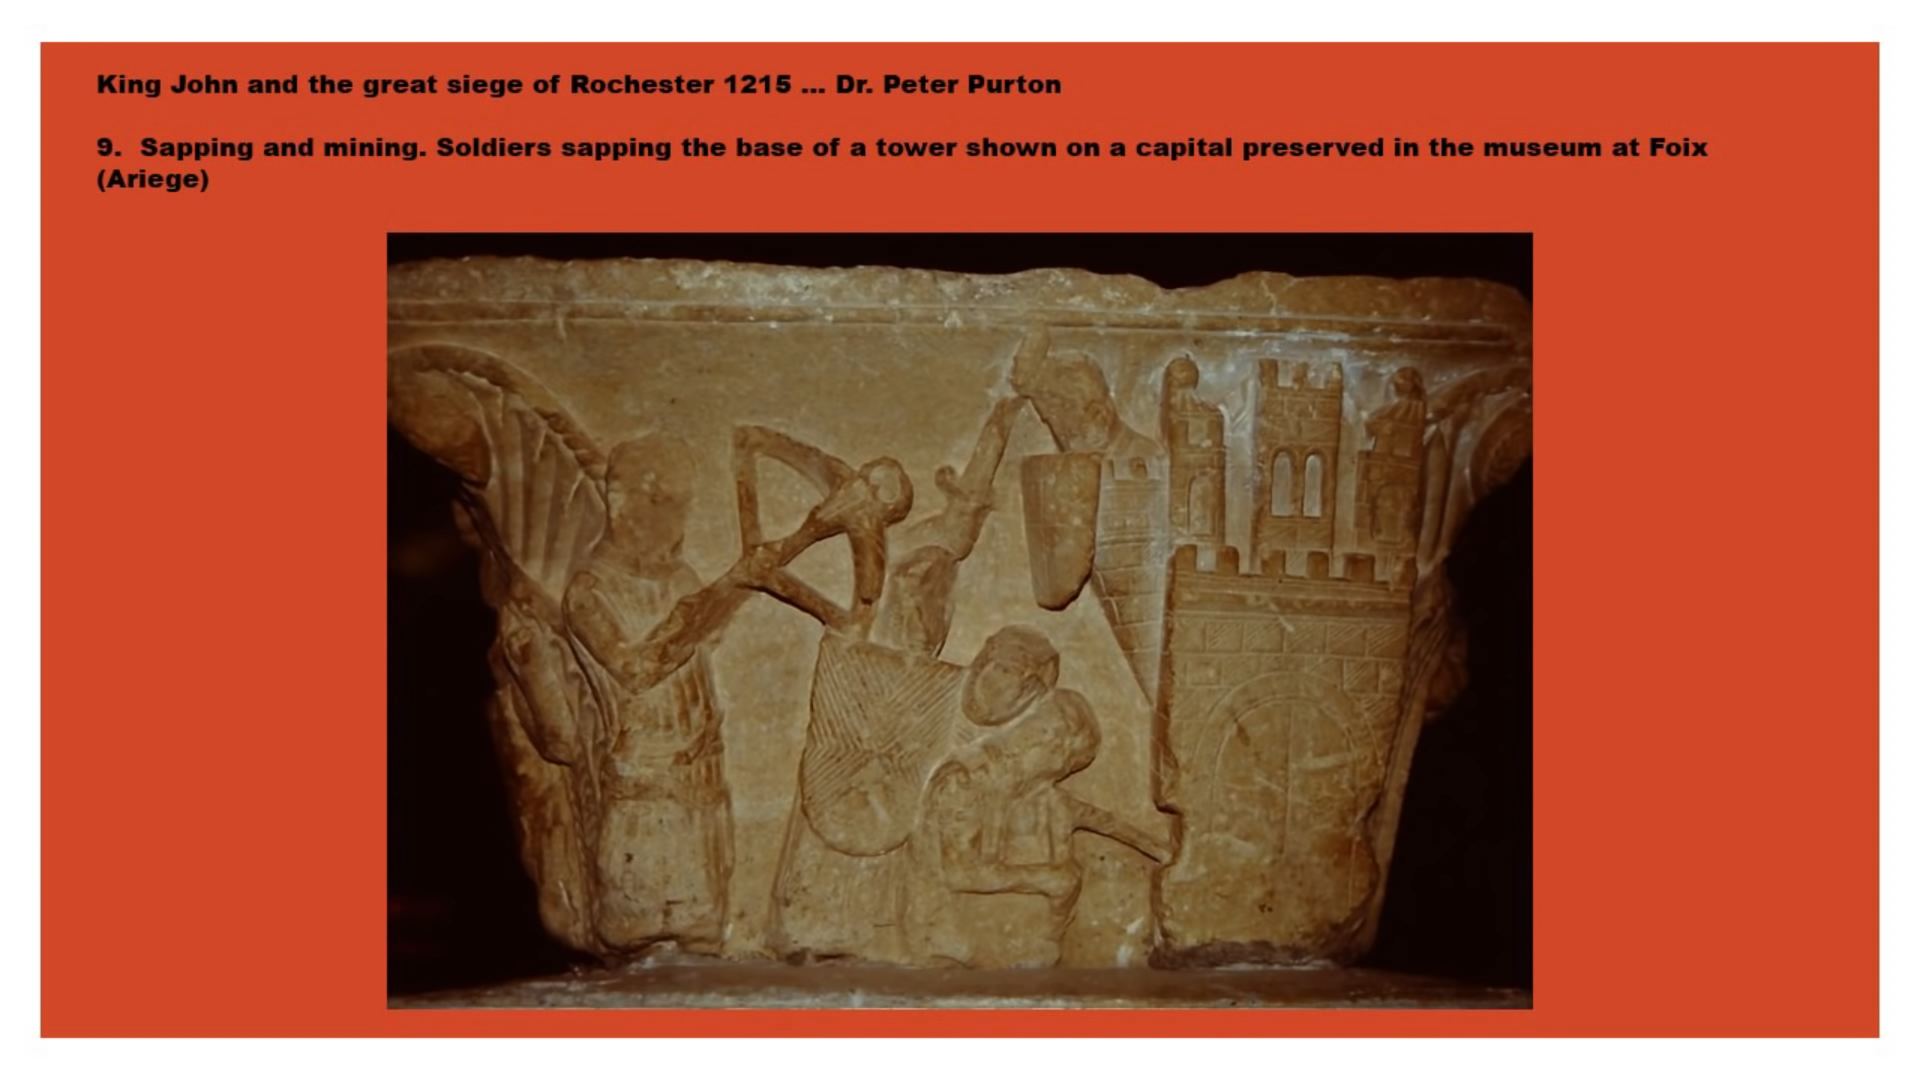 King John and the great siege of Rochester 1215 ... Dr. Peter Purton
9. Sapping and mining. Soldiers sapping the base of a tower shown on a capital preserved in the museum at Foix
(Ariege)